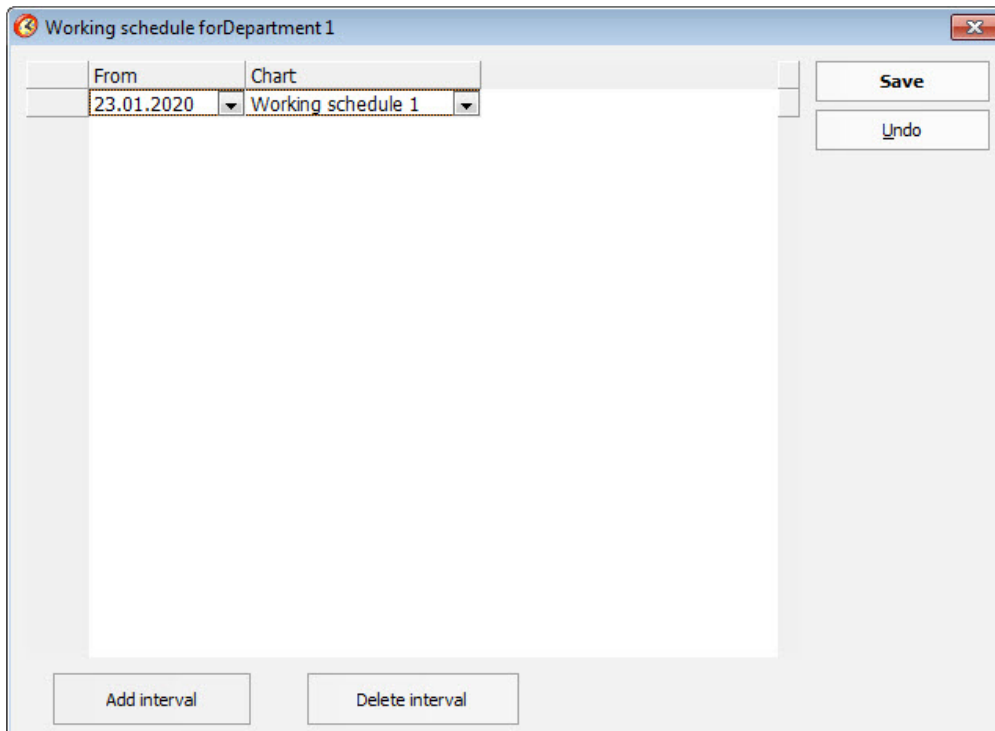 Working schedule forDepartment 1
From Chart
23.01.2020 Working schedule 1
Save
Undo
Add interval Delete interval